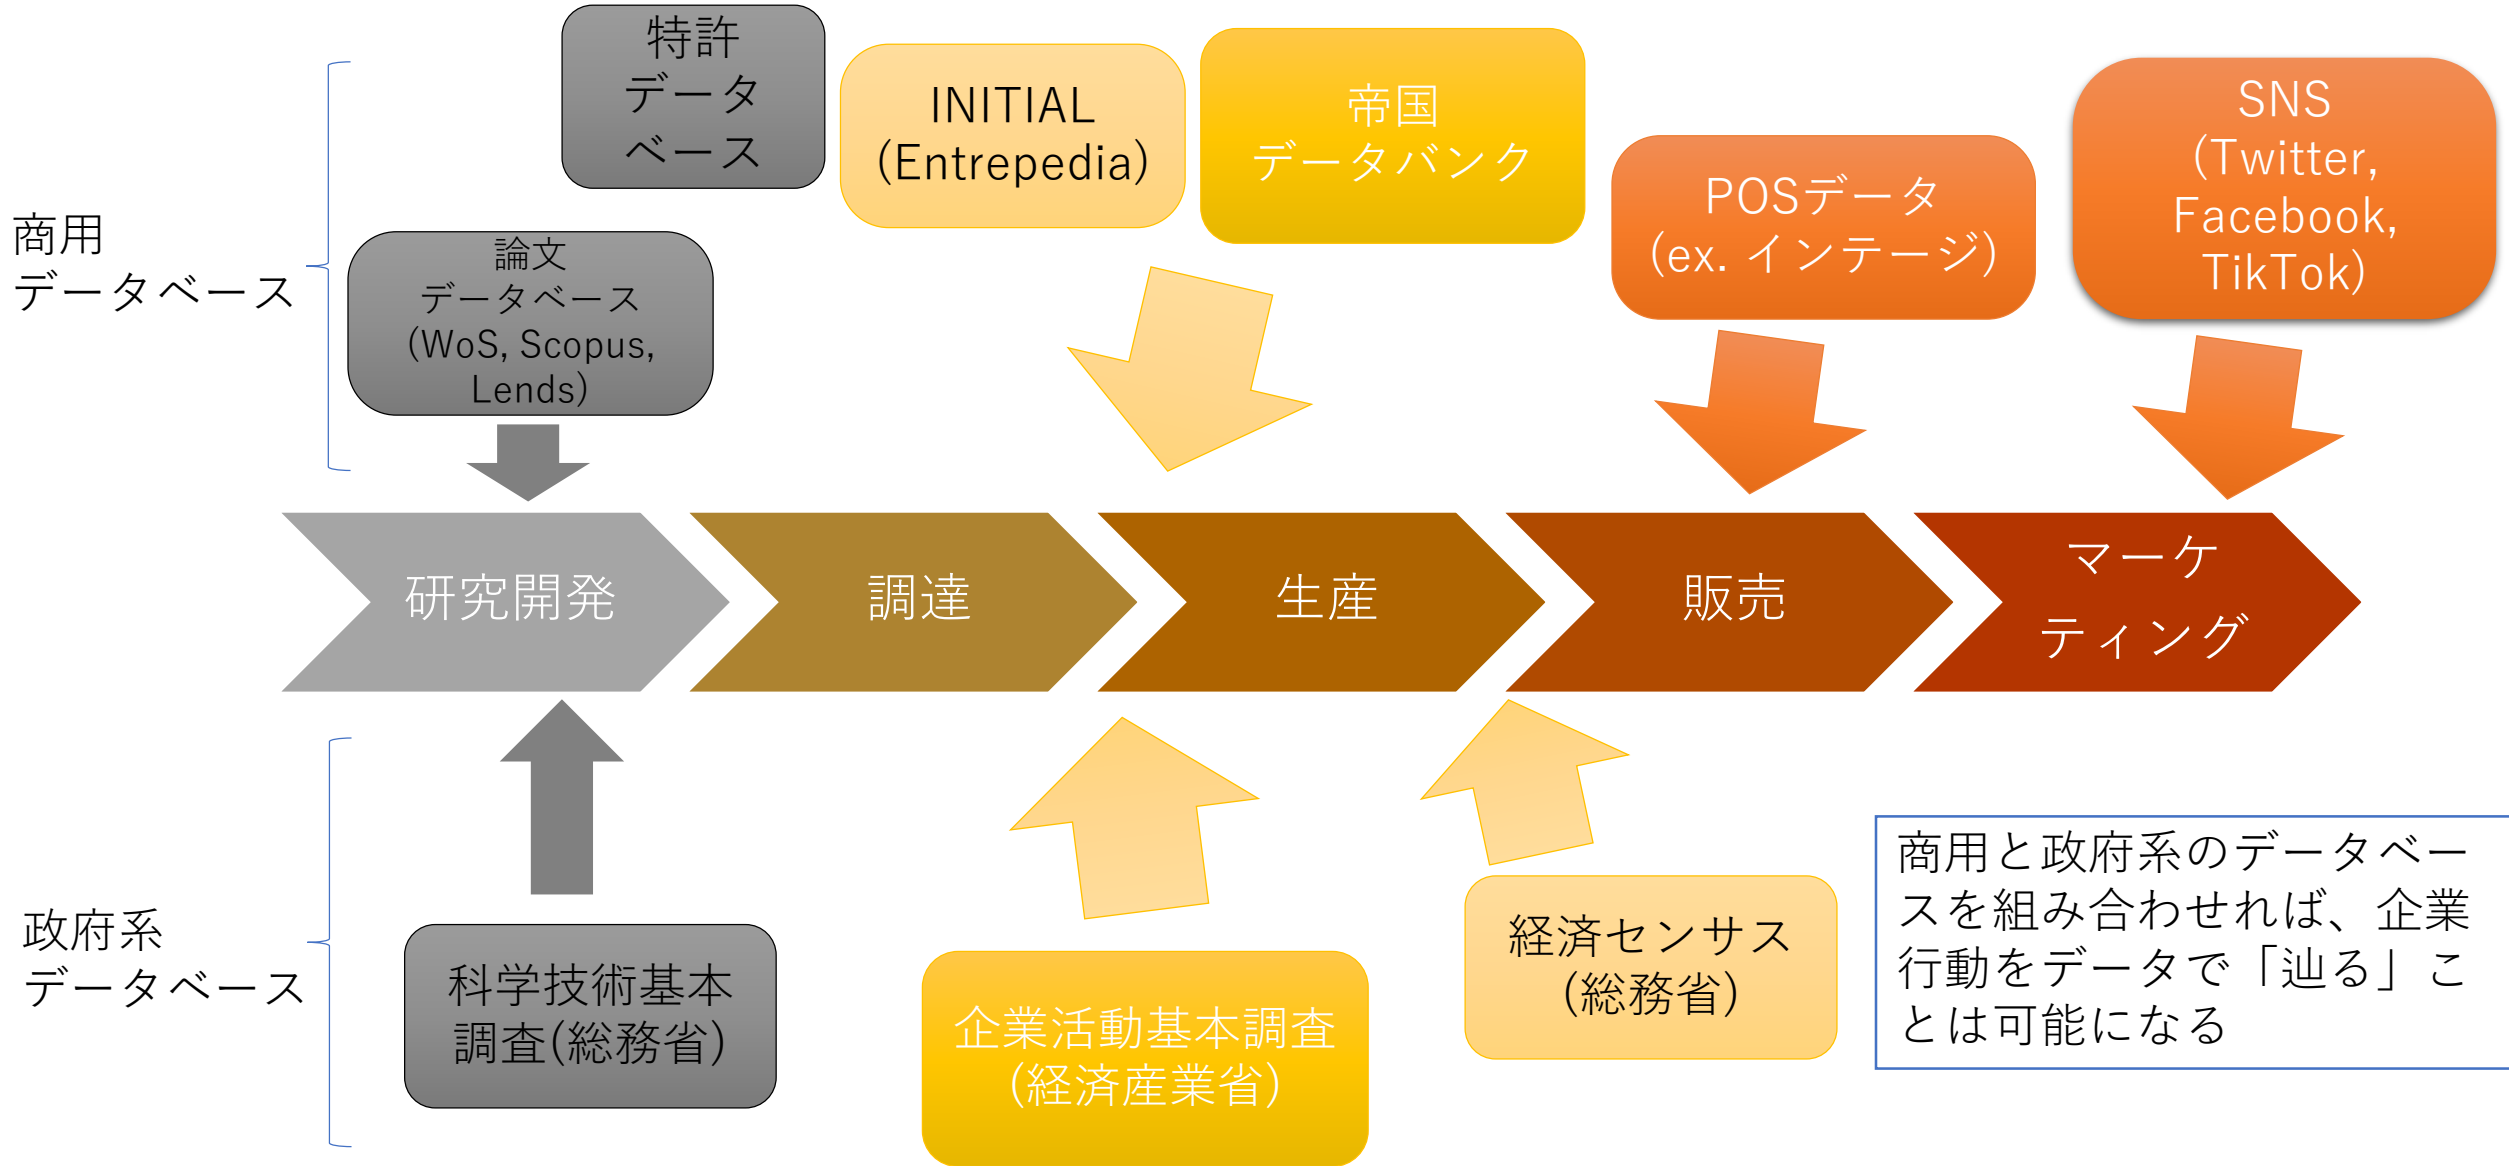 特許
データ
ベース
INITIAL
(Entrepedia)
帝国
データバンク
POSデータ
(ex. インテージ)
SNS
(Twitter,
Facebook,
TikTok)
商用
データベース
論文
データベース
(WoS, Scopus,
Lends)
研究開発
調達
生産
販売
マーケ
ティング
政府系
データベース
科学技術基本
調査(総務省)
企業活動基本調査
(経済産業省)
経済センサス
(総務省)
商用と政府系のデータベー
スを組み合わせれば、企業
行動をデータで「辿る」こ
とは可能になる